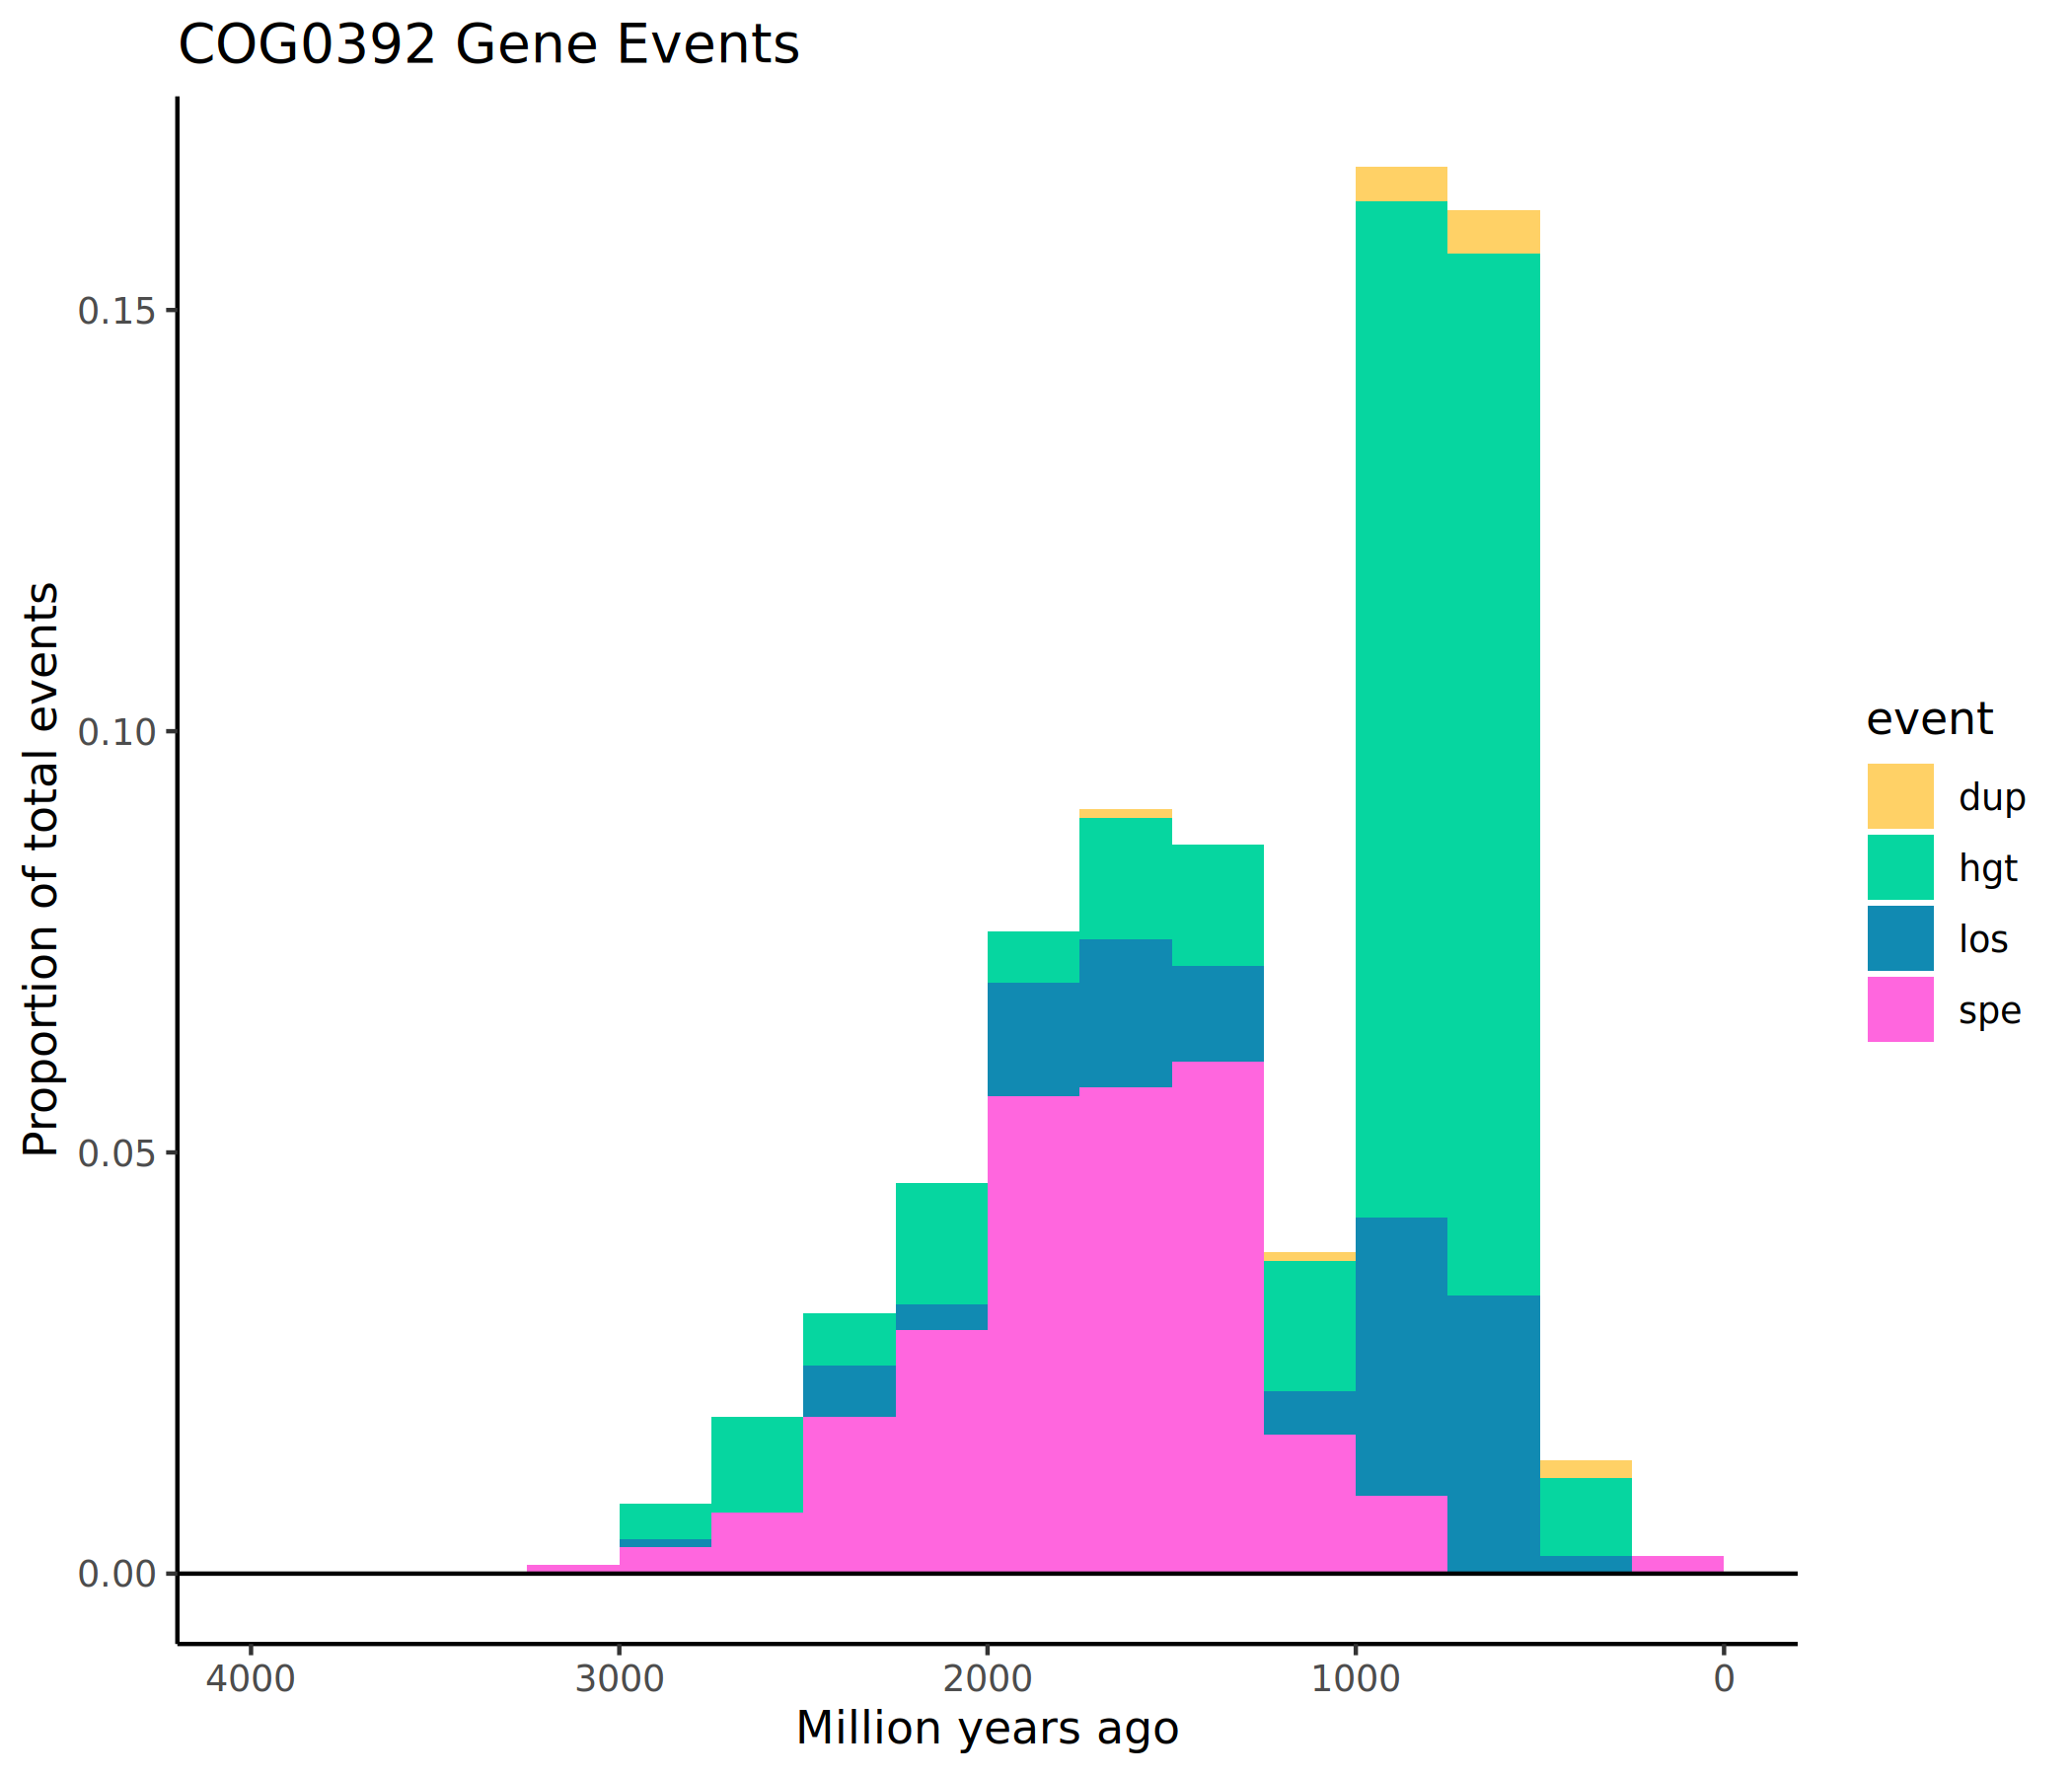 COG0392 Gene Events
Proportion of total events
0.15
0.10
0.05
0.00
4000
3000
2000
1000
0
Million years ago
event
dup
hgt
los
spe